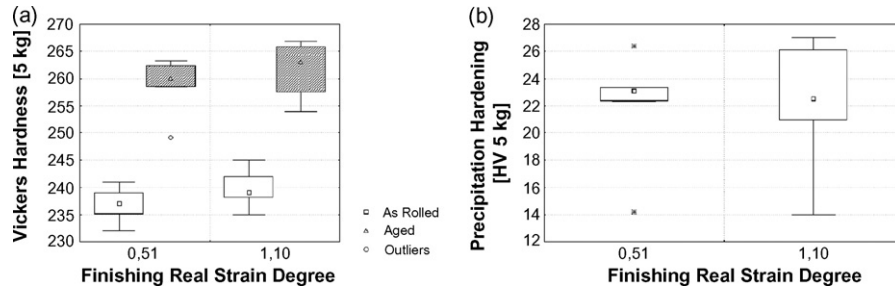 (a)
Vickers Hardness [5 kg]
270
265
260
255
250
245
240
235
230
0,51
1,10
Finishing Real Strain Degree
As Rolled
Aged
Outliers
(b)
Precipitation Hardening
[HV 5 kg]
28
26
24
22
20
18
16
14
12
0,51
1,10
Finishing Real Strain Degree